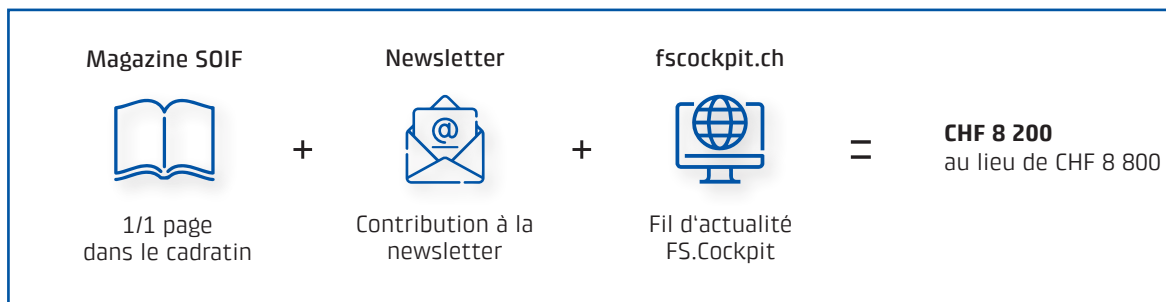 Magazine SOIF
Newsletter
fscockpit.ch
@
+
+
=
CHF 8 200
au lieu de CHF 8 800
1/1 page
dans le cadratin
Contribution à la
newsletter
Fil d'actualité
FS.Cockpit